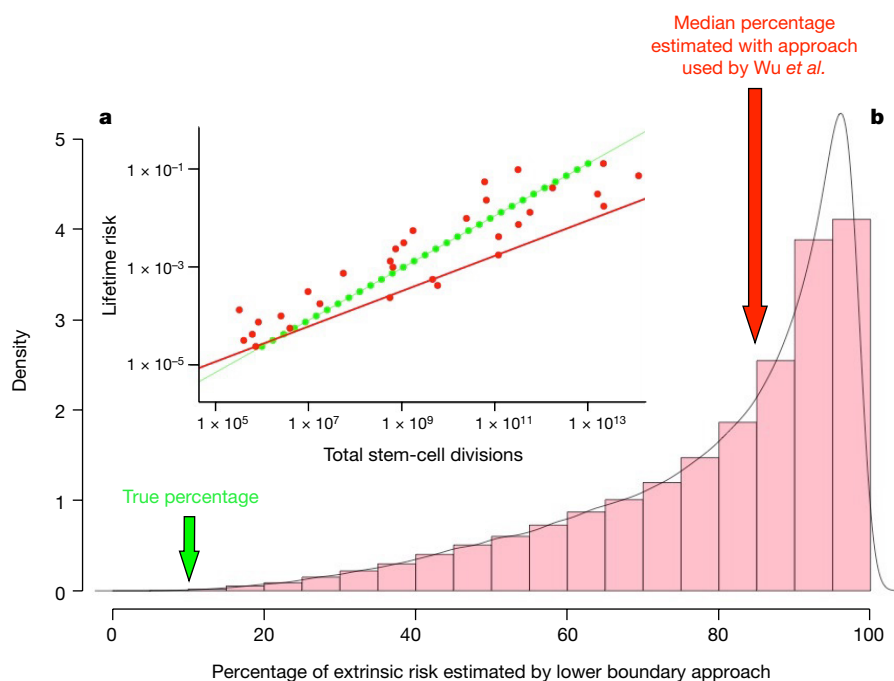 Median percentage
estimated with approach
used by Wu et al.
a
b
5
4
3
2
1
0
Density
1 × 10⁻¹
1 × 10⁻³
1 × 10⁻⁵
Lifetime risk
1 × 10⁵
1 × 10⁷
1 × 10⁹
1 × 10¹¹
1 × 10¹³
Total stem-cell divisions
True percentage
0
20
40
60
80
100
Percentage of extrinsic risk estimated by lower boundary approach